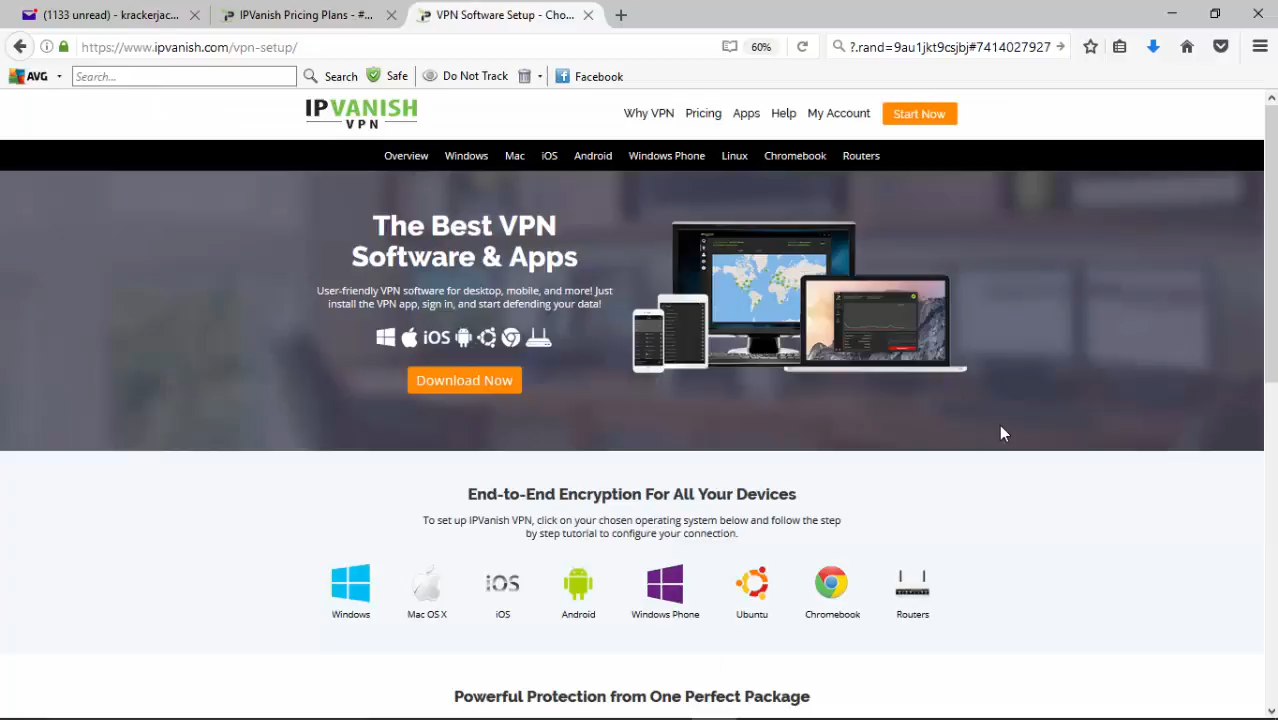 (1133 unread) - krackerjac...
IPVanish Pricing Plans - #...
VPN Software Setup - Cho...
https://www.ipvanish.com/vpn-setup/
60%
?.rand=9au1jkt9csjbj#7414027927
AVG
Search...
Search
Safe
Do Not Track
Facebook
IPVANISH
VPN
Why VPN
Pricing
Apps
Help
My Account
Start Now
Overview
Windows
Mac
iOS
Android
Windows Phone
Linux
Chromebook
Routers
The Best VPN
Software & Apps
User-friendly VPN software for desktop, mobile, and more! Just
install the VPN app, sign in, and start defending your data!
iOS
Download Now
End-to-End Encryption For All Your Devices
To set up IPVanish VPN, click on your chosen operating system below and follow the step
by step tutorial to configure your connection.
iOS
Windows
Mac OS X
iOS
Android
Windows Phone
Ubuntu
Chromebook
Routers
Powerful Protection from One Perfect Package